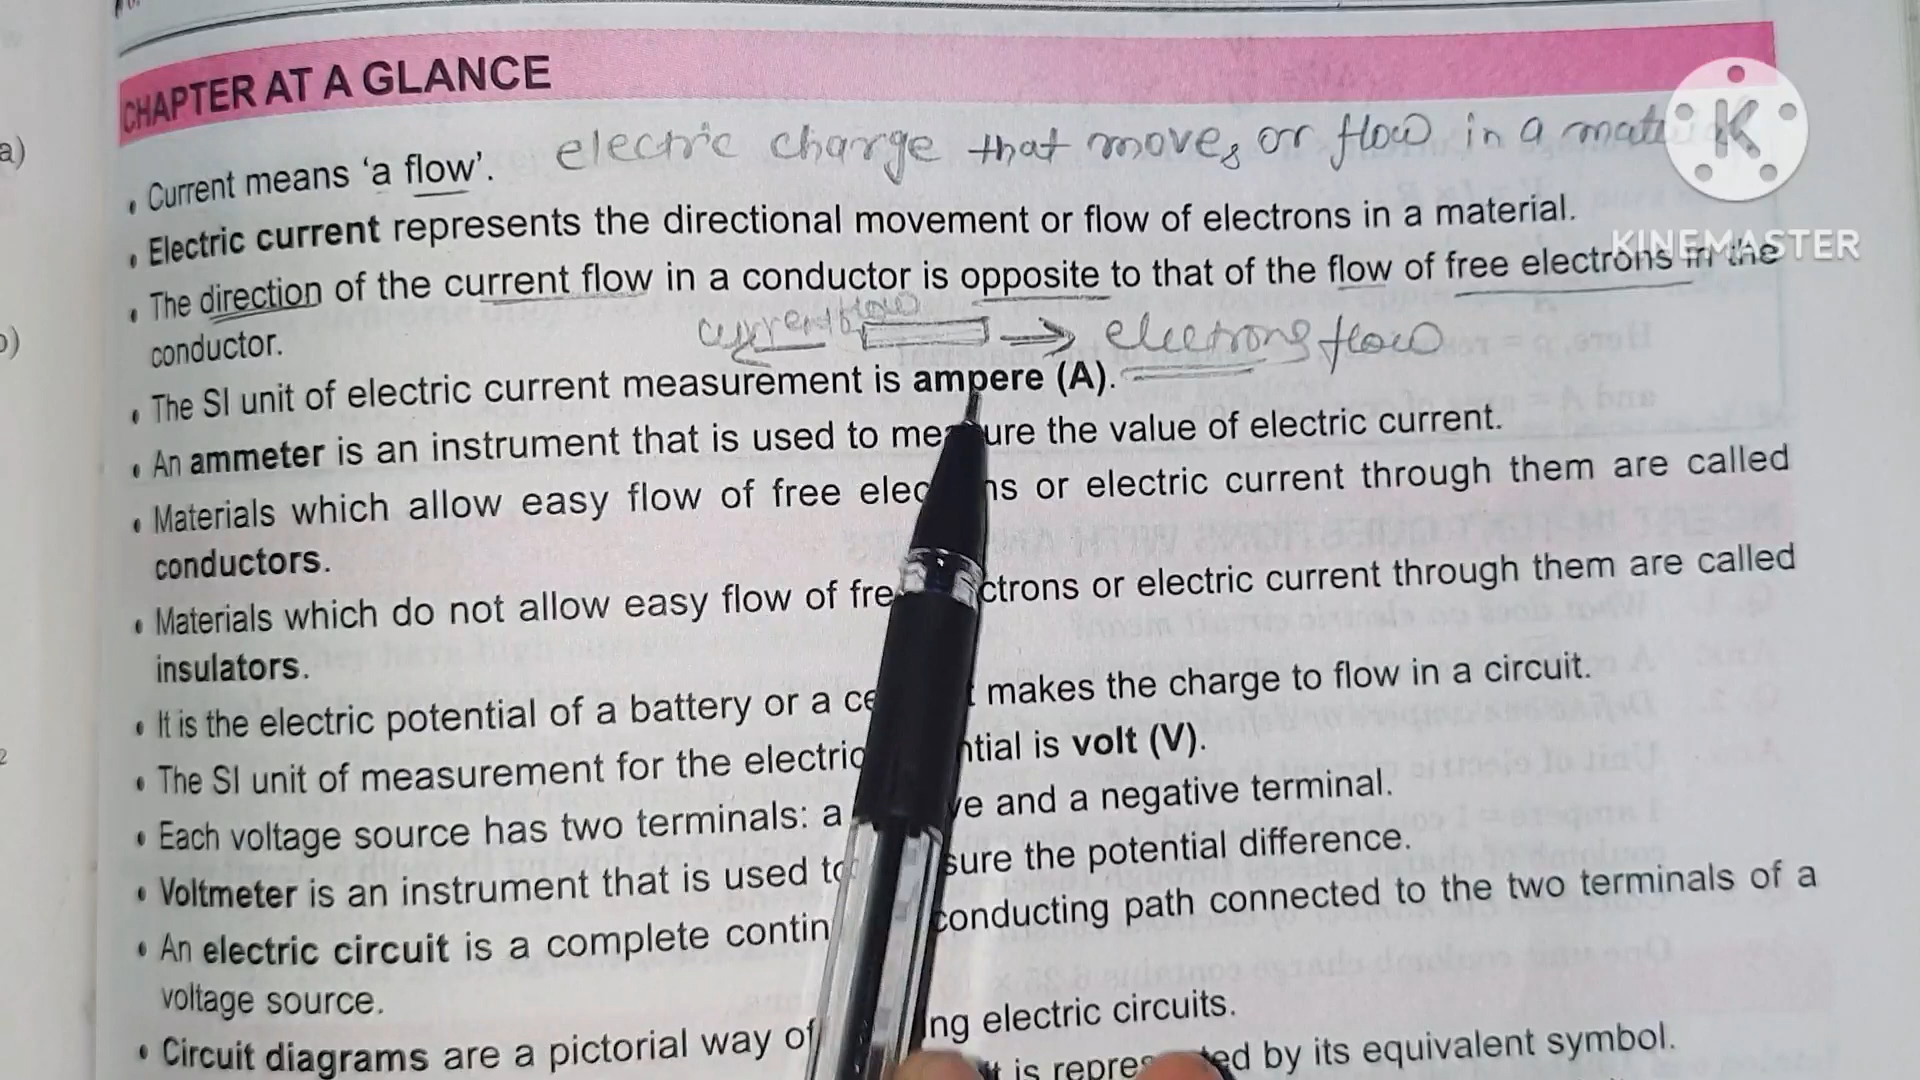 CHAPTER AT A GLANCE
electric charge that moves or flow in a
• Current means 'a flow'.
• Electric current represents the directional movement or flow of electrons in a material.
KINEMASTER
• The direction of the current flow in a conductor is opposite to that of the flow of free electrons in the
conductor.
current flow → electrons flow
• The SI unit of electric current measurement is ampere (A).
• An ammeter is an instrument that is used to measure the value of electric current.
• Materials which allow easy flow of free elec ns or electric current through them are called
conductors.
• Materials which do not allow easy flow of fre ctrons or electric current through them are called
insulators.
• It is the electric potential of a battery or a ce makes the charge to flow in a circuit.
• The SI unit of measurement for the electric ntial is volt (V).
• Each voltage source has two terminals: a ve and a negative terminal.
• Voltmeter is an instrument that is used to sure the potential difference.
• An electric circuit is a complete contin conducting path connected to the two terminals of a
voltage source.
• Circuit diagrams are a pictorial way of ng electric circuits.
is represented by its equivalent symbol.
a)
b)
2